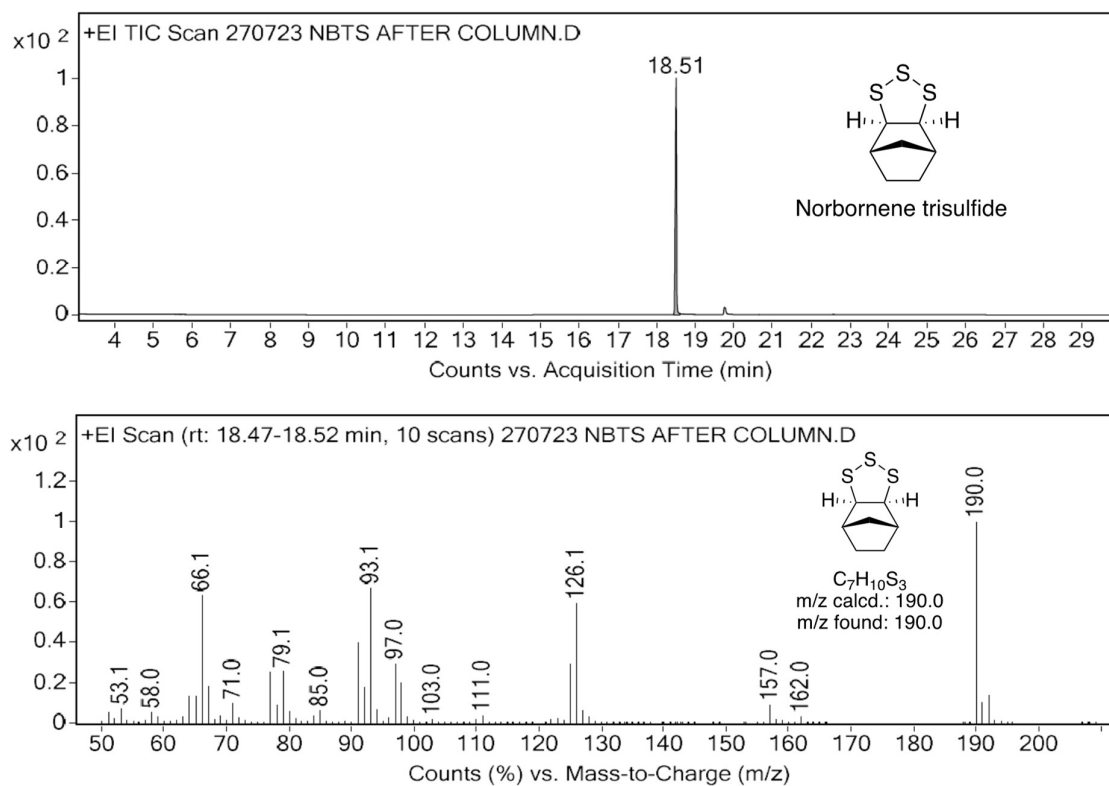 +EI TIC Scan 270723 NBTS AFTER COLUMN.D
x10 2
1
0.8
0.6
0.4
0.2
0
18.51
S S S
H H
Norbornene trisulfide
4 5 6 7 8 9 10 11 12 13 14 15 16 17 18 19 20 21 22 23 24 25 26 27 28 29
Counts vs. Acquisition Time (min)
+EI Scan (rt: 18.47-18.52 min, 10 scans) 270723 NBTS AFTER COLUMN.D
x10 2
1.2
1
0.8
0.6
0.4
0.2
0
53.1 58.0 66.1 71.0 79.1 85.0 93.1 97.0 103.0 111.0 126.1 157.0 162.0 190.0
S S S
H H
C₇H₁₀S₃
m/z calcd.: 190.0
m/z found: 190.0
50 60 70 80 90 100 110 120 130 140 150 160 170 180 190 200
Counts (%) vs. Mass-to-Charge (m/z)